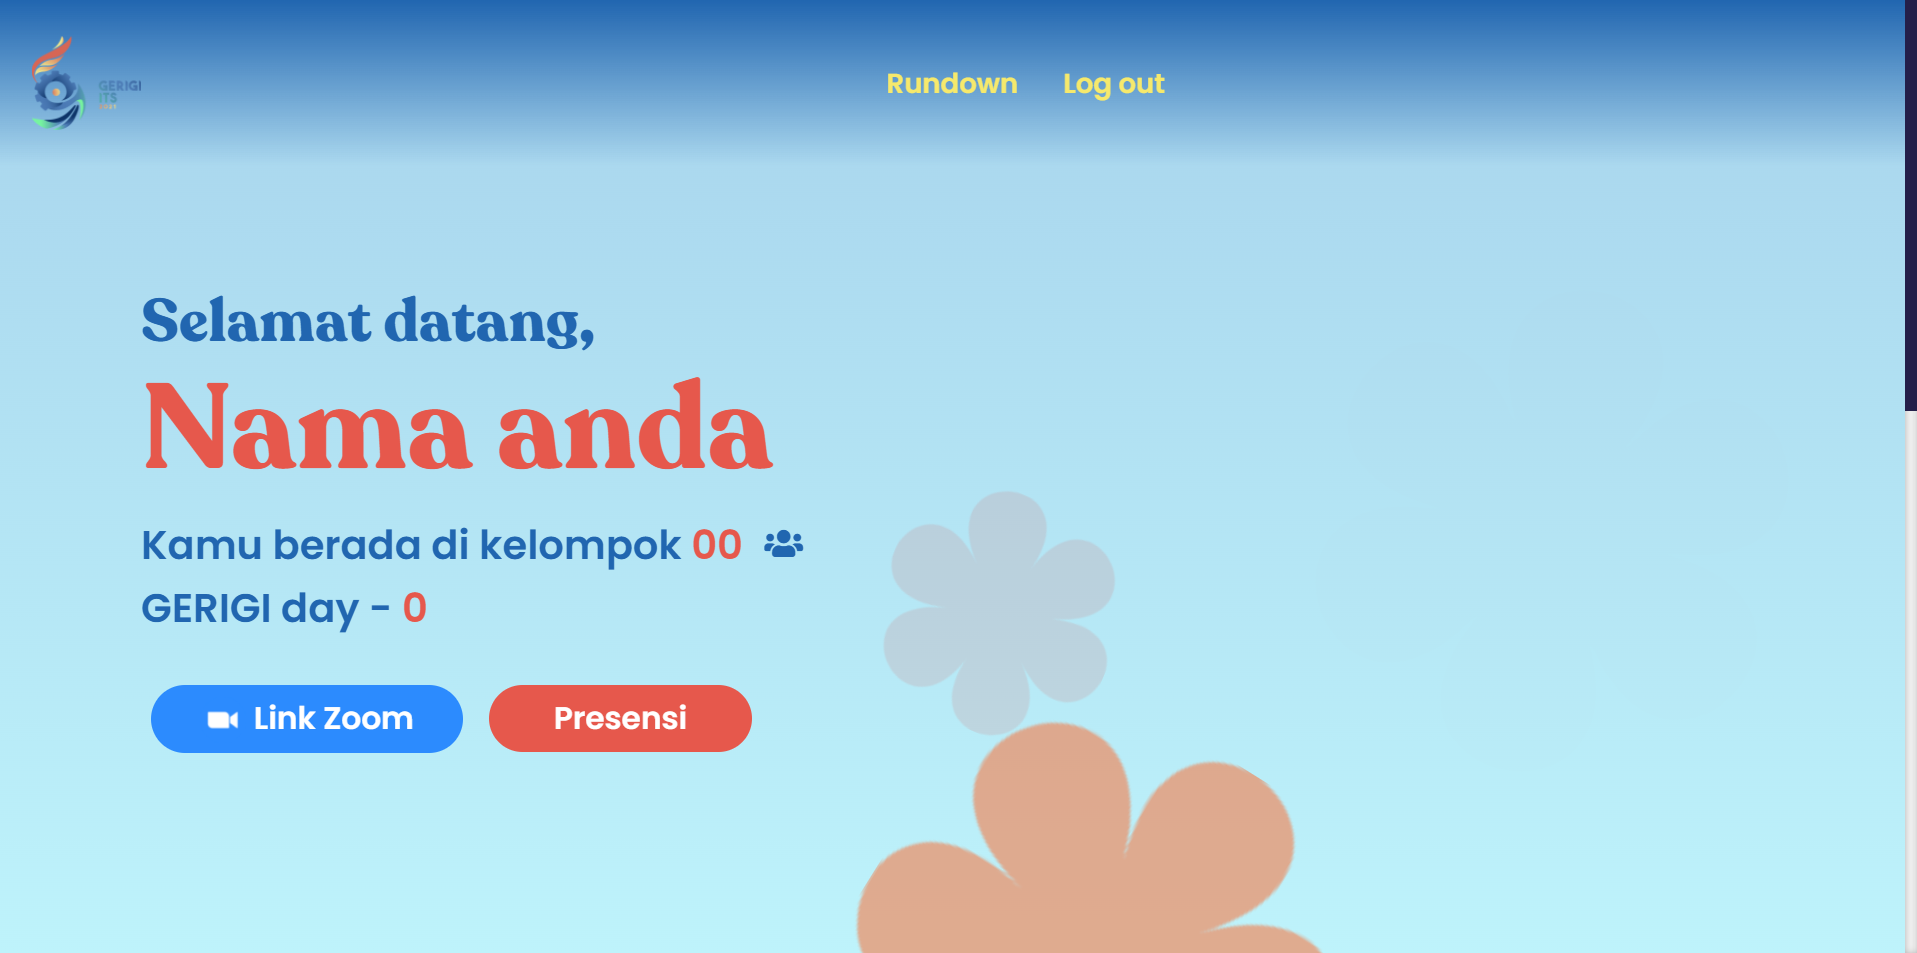 GERIGI
ITS
Rundown
Log out
Selamat datang,
Nama anda
Kamu berada di kelompok 00
GERIGI day - 0
Link Zoom
Presensi